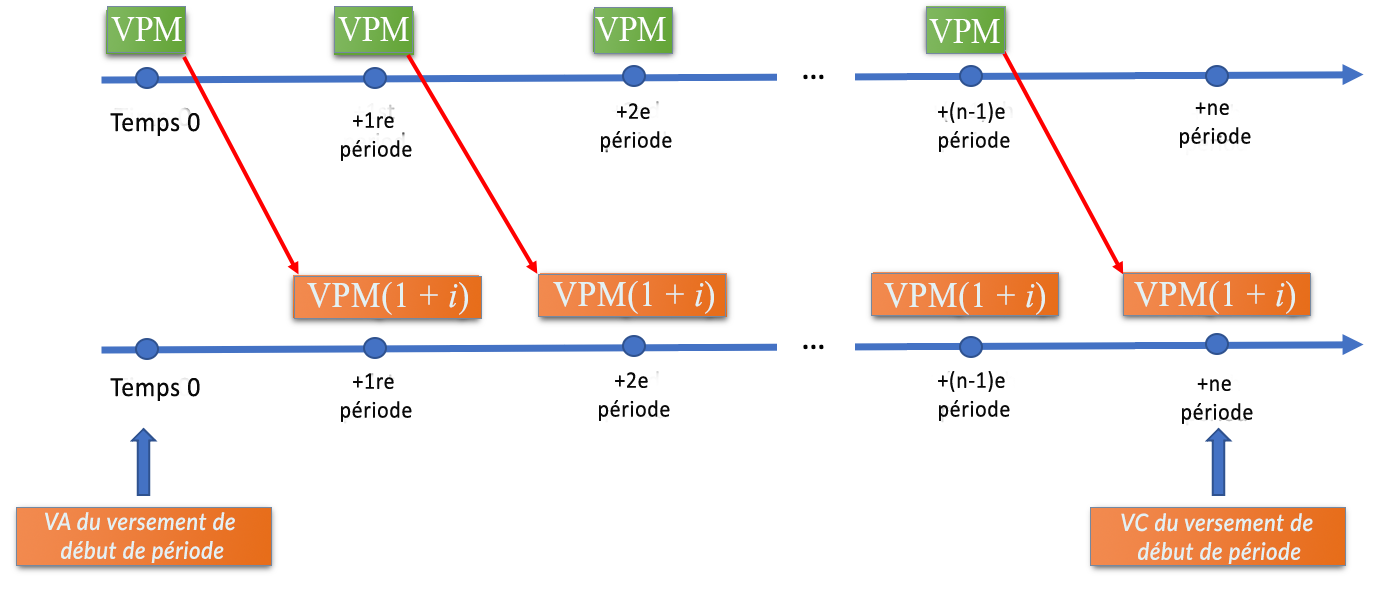 VPM VPM VPM VPM
...
Temps 0 +1re +2e +(n-1)e +ne
période période période période
VPM(1 + i) VPM(1 + i) VPM(1 + i) VPM(1 + i)
...
Temps 0 +1re +2e +(n-1)e +ne
période période période période
VA du versement de
début de période
VC du versement de
début de période